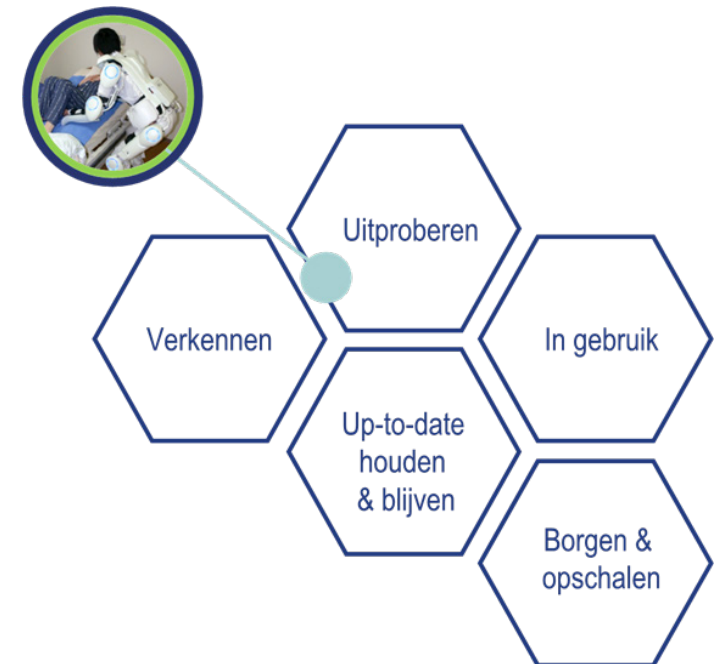 Uitproberen
Verkennen
In gebruik
Up-to-date
houden
& blijven
Borgen &
opschalen